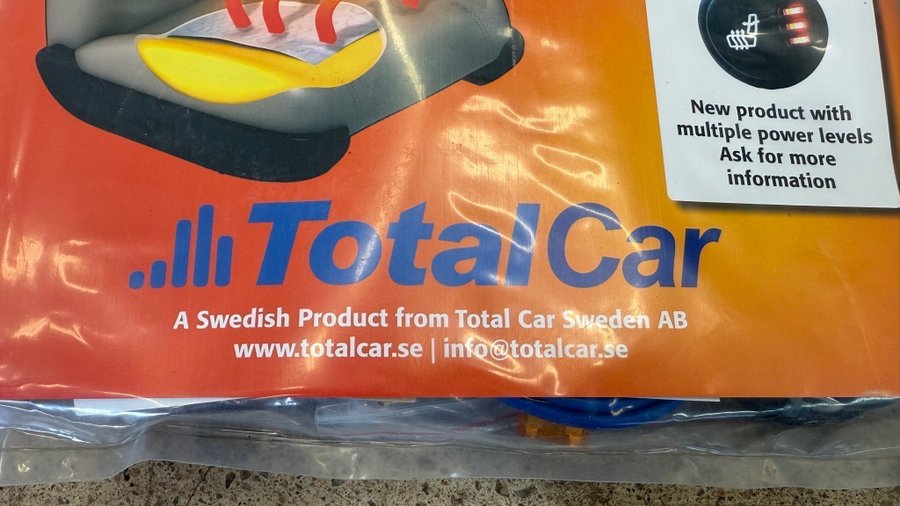 New product with
multiple power levels
Ask for more
information
TotalCar
A Swedish Product from Total Car Sweden AB
www.totalcar.se | info@totalcar.se